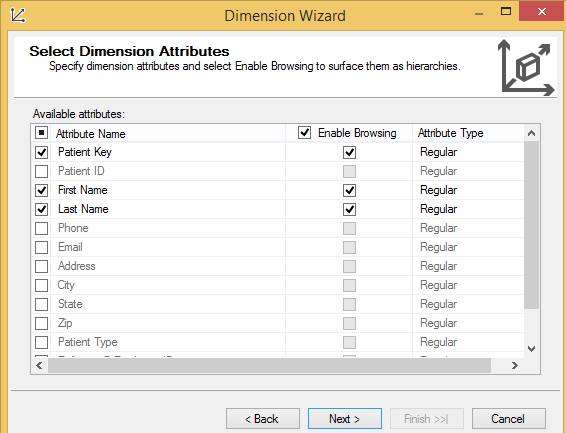 Dimension Wizard
Select Dimension Attributes
Specify dimension attributes and select Enable Browsing to surface them as hierarchies.
Available attributes:
Attribute Name Enable Browsing Attribute Type
Patient Key Regular
Patient ID Regular
First Name Regular
Last Name Regular
Phone Regular
Email Regular
Address Regular
City Regular
State Regular
Zip Regular
Patient Type Regular
< Back Next > Finish >>| Cancel